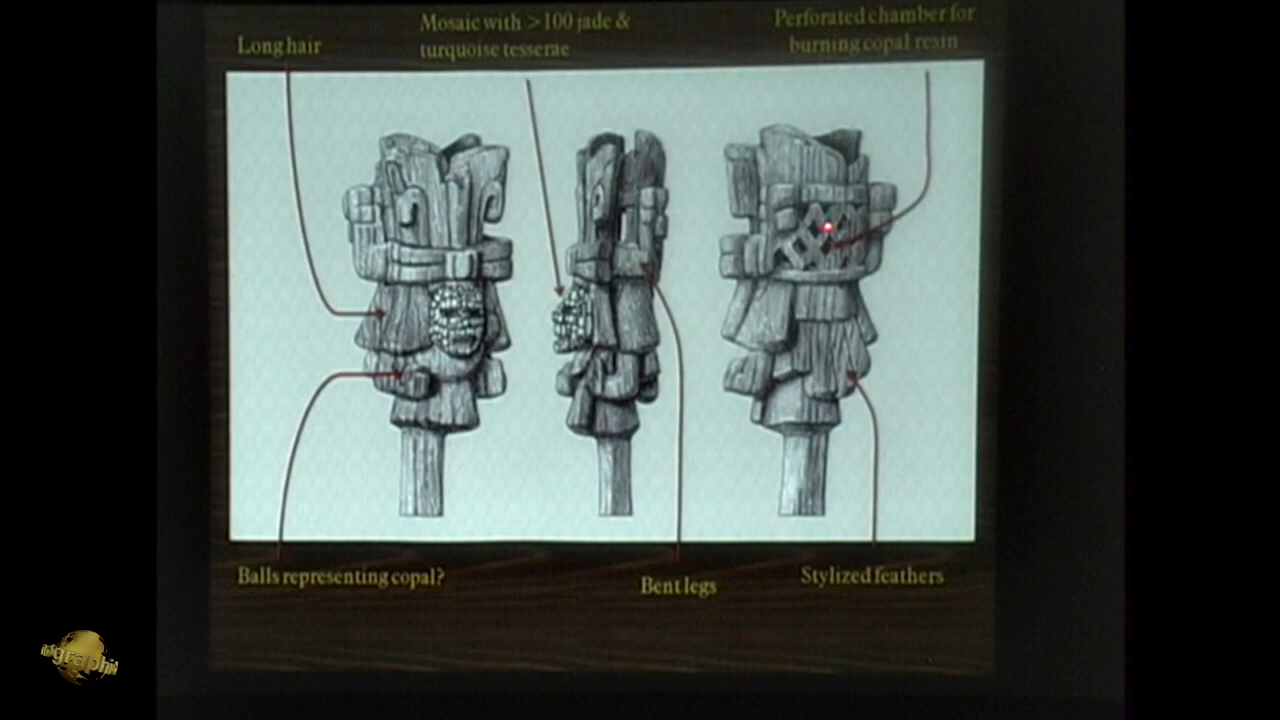 Long hair
Mosaic with >100 jade &
turquoise tesserae
Perforated chamber for
burning copal resin
Balls representing copal?
Bent legs
Stylized feathers